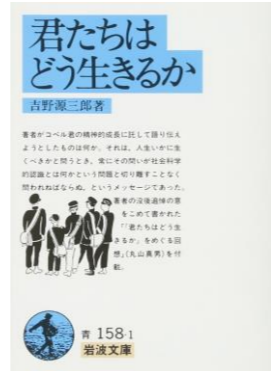 君たちは
どう生きるか
吉野源三郎著
著者がコペル君の精神的成長に託して語り伝え
ようとしたものは何か。それは、人生いかに生
くべきかと問うとき、常にその問いが社会科学
的認識とは何かという問題と切り離すことなく
問われねばならぬ、というメッセージであった。
著者の没後追悼の意
をこめて書かれた
「『君たちはどう生
きるか』をめぐる回
想」(丸山真男)を付
載。
青 158-1
岩波文庫